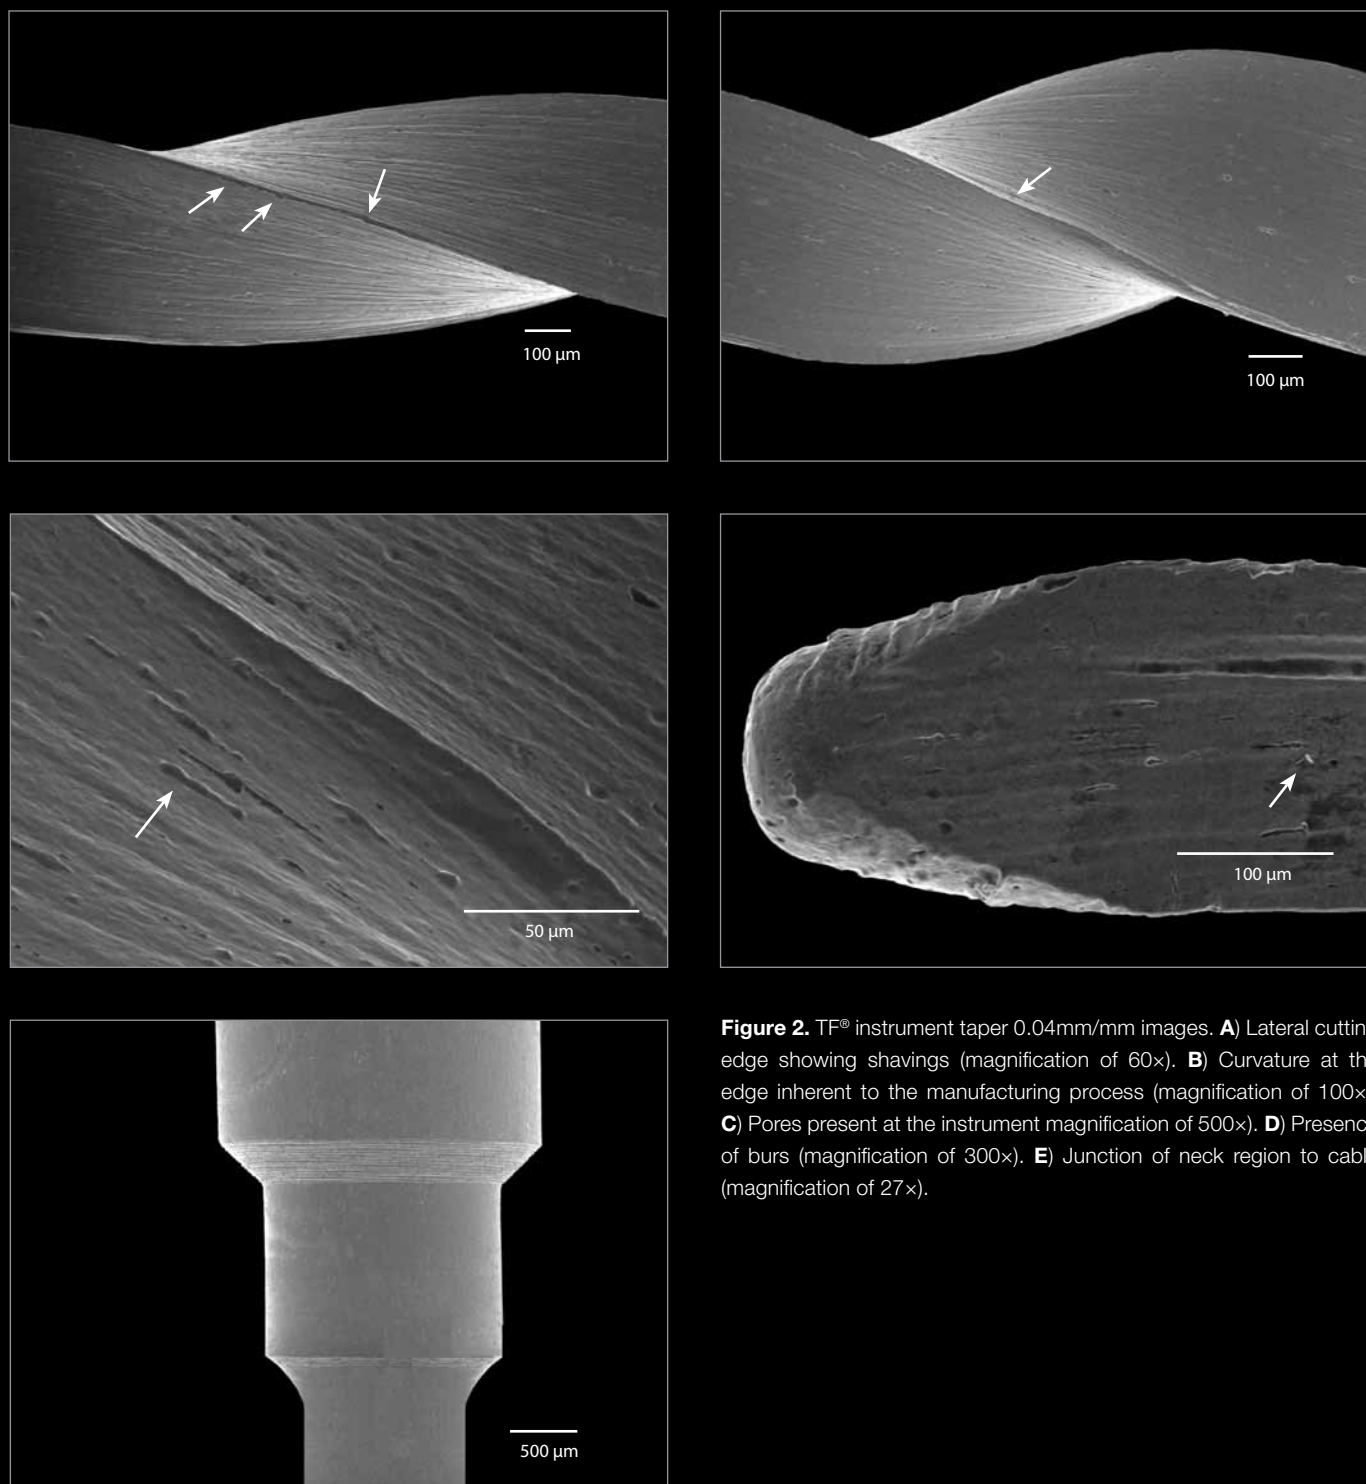 100 µm
100 µm
50 µm
100 µm
Figure 2. TF® instrument taper 0.04mm/mm images. A) Lateral cuttin
edge showing shavings (magnification of 60×). B) Curvature at th
edge inherent to the manufacturing process (magnification of 100×
C) Pores present at the instrument magnification of 500×). D) Presenc
of burs (magnification of 300×). E) Junction of neck region to cabl
(magnification of 27×).
500 µm